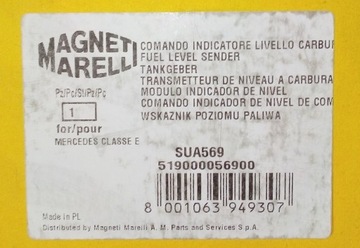 MAGNETI
MARELLI
COMANDO INDICATORE LIVELLO CARBUR
FUEL LEVEL SENDER
TANKGEBER
TRANSMETTEUR DE NIVEAU A CARBURA
MODULO INDICADOR DE NIVEL
COMANDO INDICADOR DE NIVEL DE COM
WSKAZNIK POZIOMU PALIWA
Pz/Pc/St/Pz/Pç
1
for/pour
MERCEDES CLASSE E
SUA569
519000056900
8 001063 949307
Made in PL
Distributed by Magneti Marelli A. M. Parts and Services S.p.A.